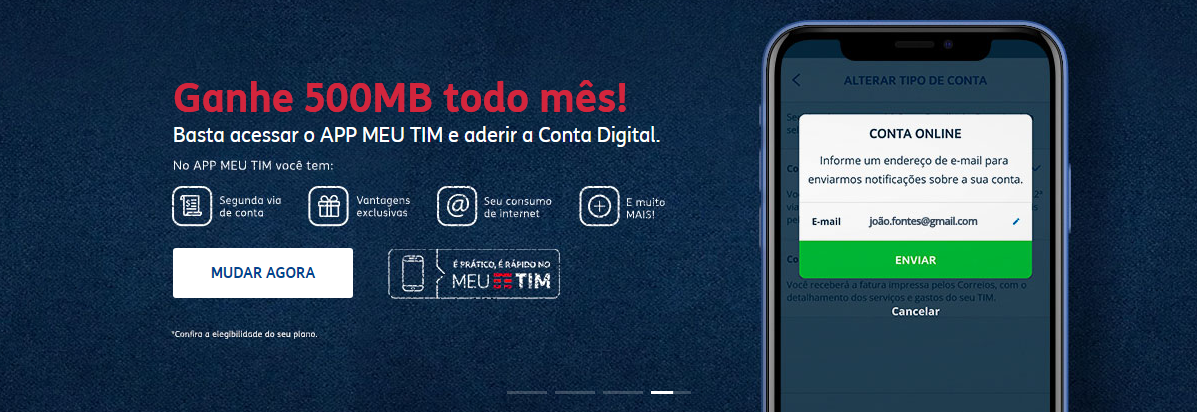 Ganhe 500MB todo mês!
Basta acessar o APP MEU TIM e aderir a Conta Digital.
No APP MEU TIM você tem:
Segunda via
de conta
Vantagens
exclusivas
Seu consumo
de internet
E muito
MAIS!
MUDAR AGORA
É PRÁTICO, É RÁPIDO NO
MEU TIM
*Confira a elegibilidade do seu plano.
ALTERAR TIPO DE CONTA
CONTA ONLINE
Informe um endereço de e-mail para
enviarmos notificações sobre a sua conta.
E-mail
joão.fontes@gmail.com
ENVIAR
Você receberá a fatura impressa pelos Correios, com o
detalhamento dos serviços e gastos do seu TIM.
Cancelar